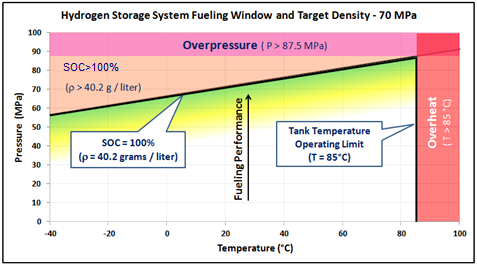 Hydrogen Storage System Fueling Window and Target Density - 70 MPa
Pressure (MPa)
100
90
80
70
60
50
40
30
20
10
0
Overpressure ( P > 87.5 MPa)
SOC>100%
(ρ > 40.2 g / liter)
SOC = 100%
(ρ = 40.2 grams / liter)
Fueling Performance
Tank Temperature
Operating Limit
(T = 85°C)
Overheat
(T > 85 °C)
-40
-20
0
20
40
60
80
100
Temperature (°C)